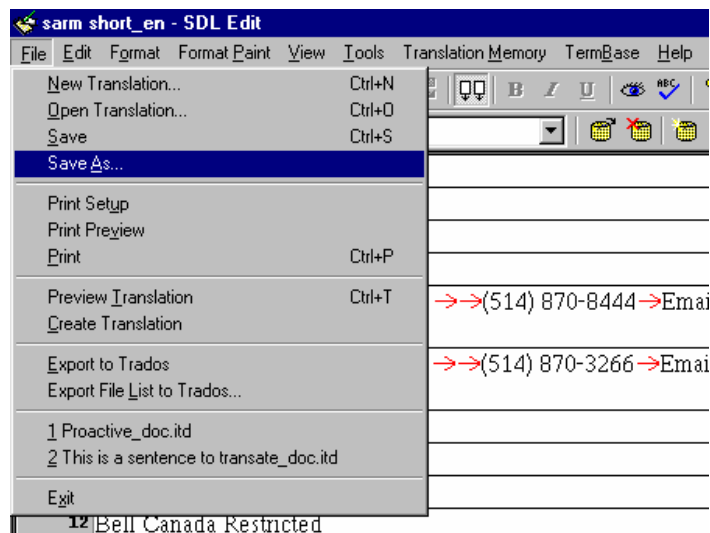 sarm short_en - SDL Edit
File Edit Format Format Paint View Tools Translation Memory TermBase Help
New Translation... Ctrl+N
Open Translation... Ctrl+O
Save Ctrl+S
Save As...
Print Setup
Print Preview
Print Ctrl+P
Preview Translation Ctrl+T
Create Translation
Export to Trados
Export File List to Trados...
1 Proactive_doc.itd
2 This is a sentence to transate_doc.itd
Exit
B I U ABC
→→(514) 870-8444→Emai
→→(514) 870-3266→Emai
12 Bell Canada Restricted